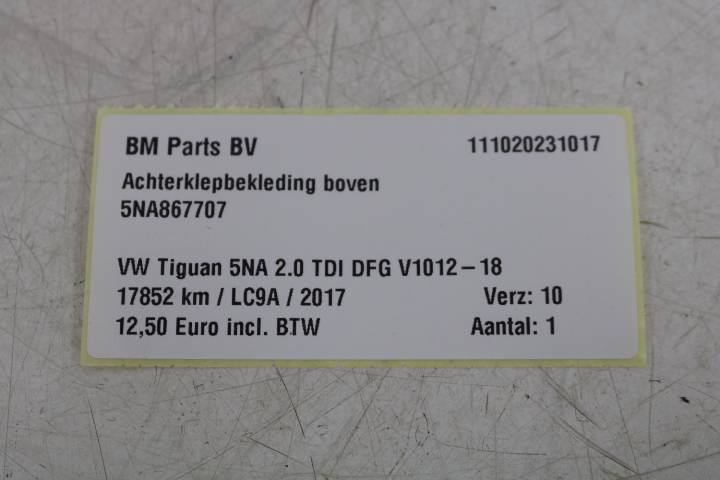 BM Parts BV 111020231017
Achterklepbekleding boven
5NA867707
VW Tiguan 5NA 2.0 TDI DFG V1012-18
17852 km / LC9A / 2017 Verz: 10
12,50 Euro incl. BTW Aantal: 1